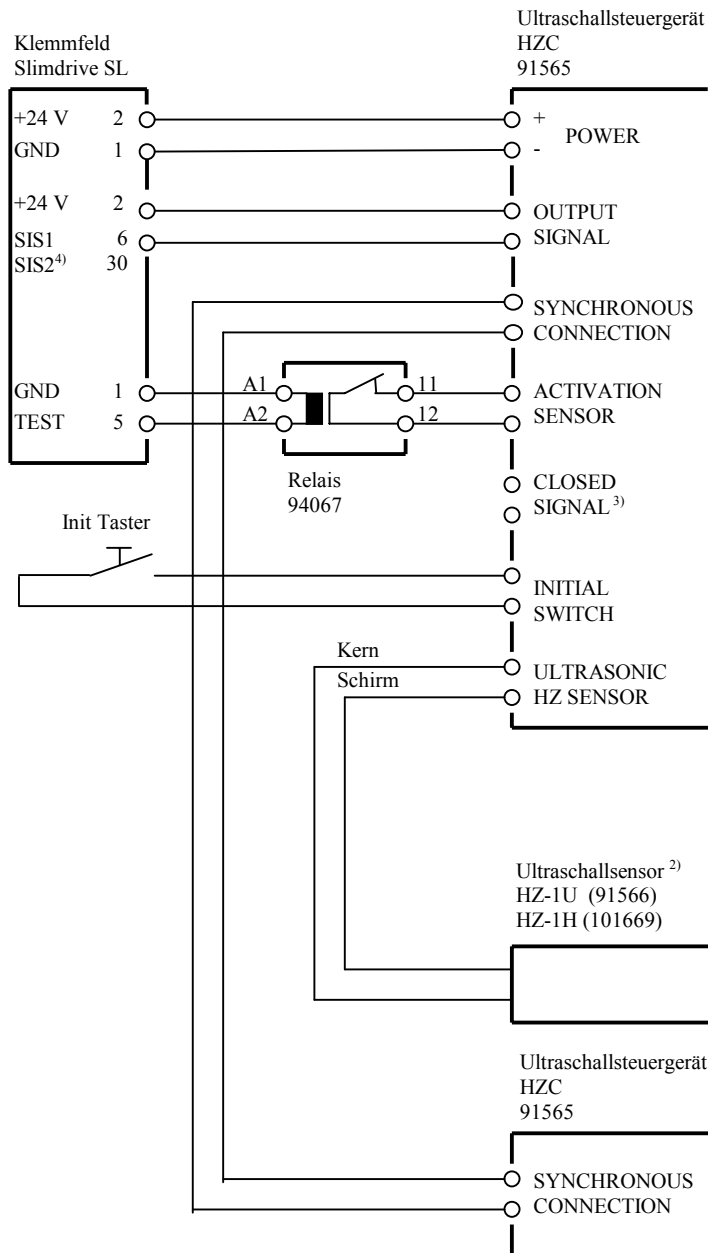 Ultraschallsteuergerät
HZC
91565
Klemmfeld
Slimdrive SL
+24 V 2
+
GND 1
-
POWER
+24 V 2
OUTPUT
SIS1 6
SIGNAL
SIS2 4) 30
SYNCHRONOUS
CONNECTION
GND 1
A1
11
ACTIVATION
TEST 5
A2
12
SENSOR
Relais
94067
CLOSED
SIGNAL 3)
Init Taster
INITIAL
SWITCH
Kern
Schirm
ULTRASONIC
HZ SENSOR
Ultraschallsensor 2)
HZ-1U (91566)
HZ-1H (101669)
Ultraschallsteuergerät
HZC
91565
SYNCHRONOUS
CONNECTION